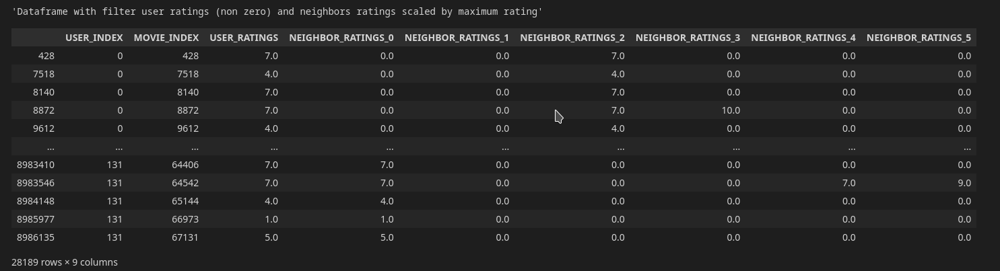 'Dataframe with filter user ratings (non zero) and neighbors ratings scaled by maximum rating'
USER_INDEX MOVIE_INDEX USER_RATINGS NEIGHBOR_RATINGS_0 NEIGHBOR_RATINGS_1 NEIGHBOR_RATINGS_2 NEIGHBOR_RATINGS_3 NEIGHBOR_RATINGS_4 NEIGHBOR_RATINGS_5
428 0 428 7.0 0.0 0.0 7.0 0.0 0.0 0.0
7518 0 7518 4.0 0.0 0.0 4.0 0.0 0.0 0.0
8140 0 8140 7.0 0.0 0.0 7.0 0.0 0.0 0.0
8872 0 8872 7.0 0.0 0.0 7.0 10.0 0.0 0.0
9612 0 9612 4.0 0.0 0.0 4.0 0.0 0.0 0.0
... ... ... ... ... ... ... ... ... ...
8983410 131 64406 7.0 7.0 0.0 0.0 0.0 0.0 0.0
8983546 131 64542 7.0 7.0 0.0 0.0 0.0 7.0 9.0
8984148 131 65144 4.0 4.0 0.0 0.0 0.0 0.0 0.0
8985977 131 66973 1.0 1.0 0.0 0.0 0.0 0.0 0.0
8986135 131 67131 5.0 5.0 0.0 0.0 0.0 0.0 0.0
28189 rows × 9 columns